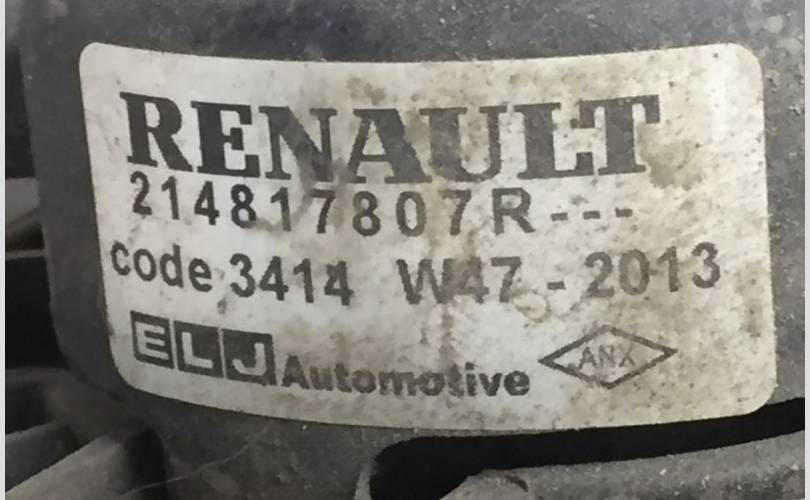 RENAULT
214817807R---
code 3414 W47 - 2013
ELJ Automotive
ANX